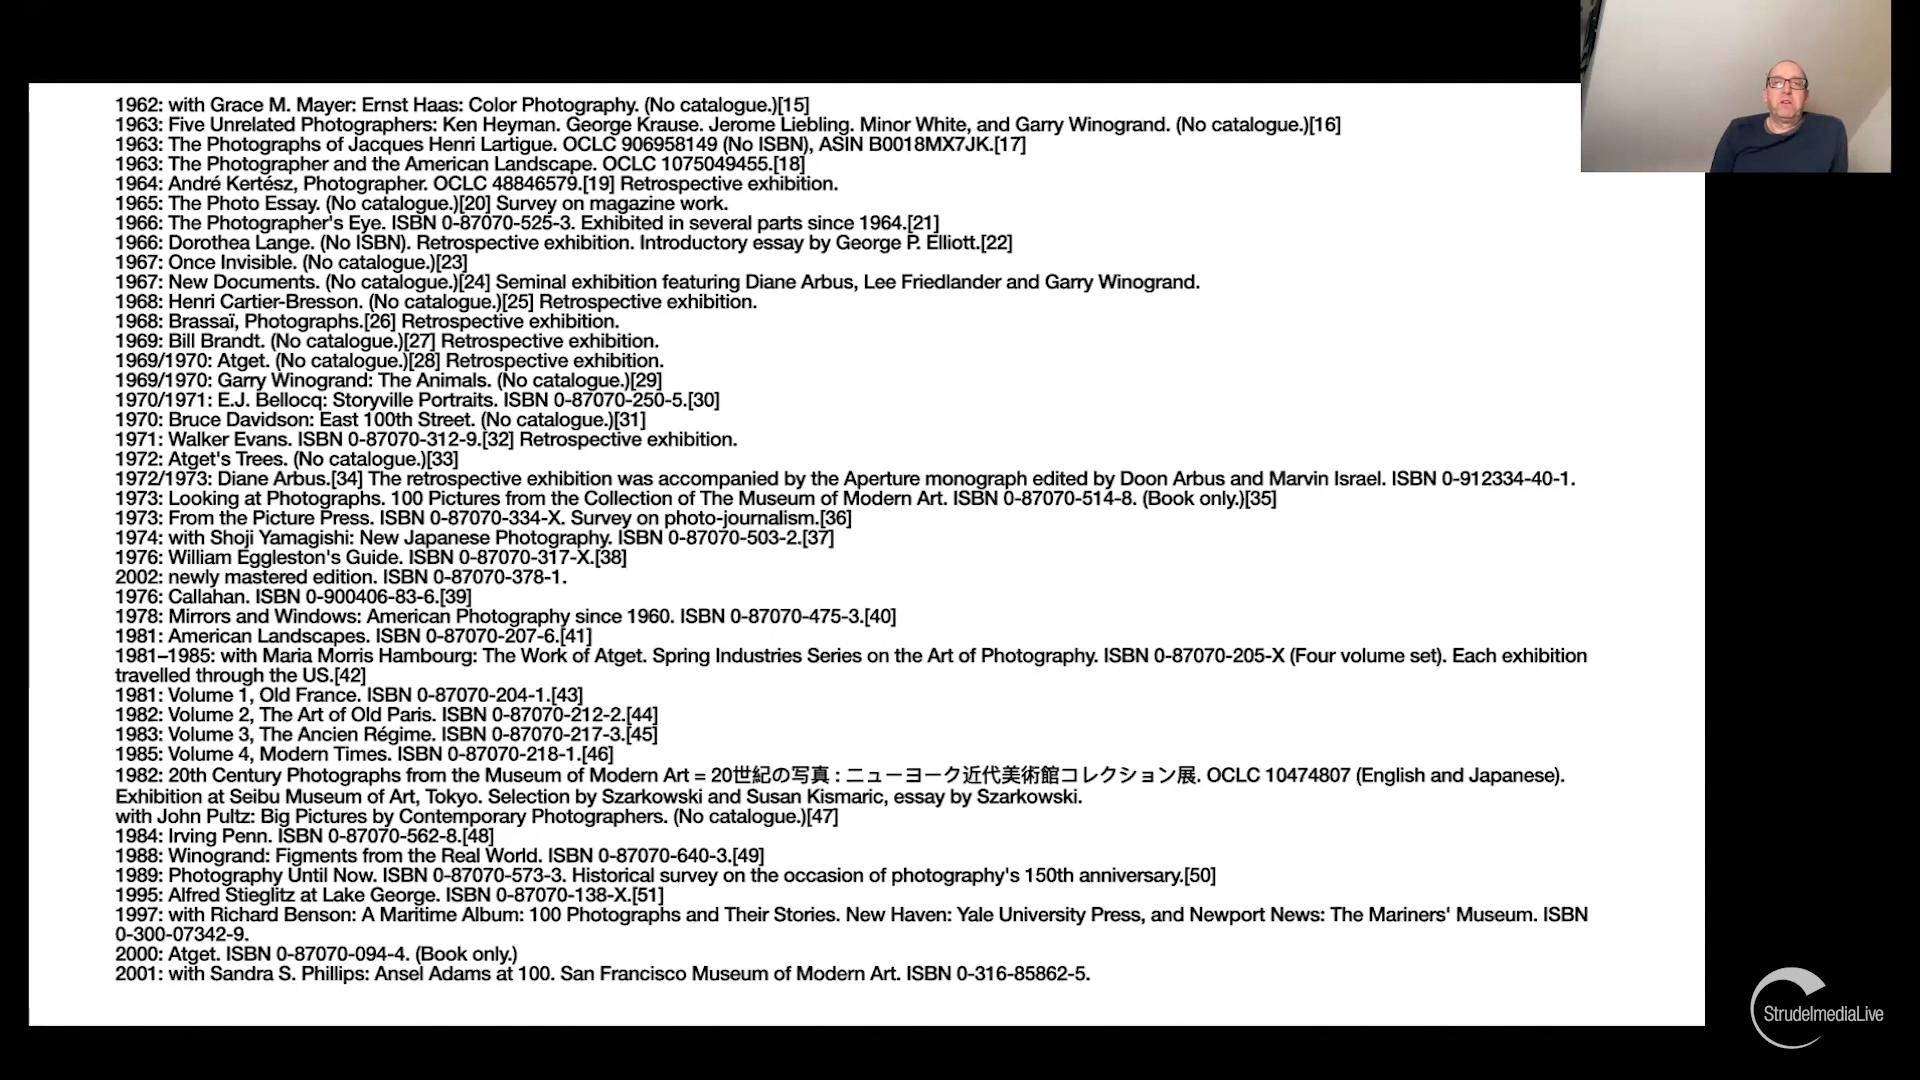 1962: with Grace M. Mayer: Ernst Haas: Color Photography. (No catalogue.)[15]
1963: Five Unrelated Photographers: Ken Heyman. George Krause. Jerome Liebling. Minor White, and Garry Winogrand. (No catalogue.)[16]
1963: The Photographs of Jacques Henri Lartigue. OCLC 906958149 (No ISBN), ASIN B0018MX7JK.[17]
1963: The Photographer and the American Landscape. OCLC 1075049455.[18]
1964: André Kertész, Photographer. OCLC 48846579.[19] Retrospective exhibition.
1965: The Photo Essay. (No catalogue.)[20] Survey on magazine work.
1966: The Photographer's Eye. ISBN 0-87070-525-3. Exhibited in several parts since 1964.[21]
1966: Dorothea Lange. (No ISBN). Retrospective exhibition. Introductory essay by George P. Elliott.[22]
1967: Once Invisible. (No catalogue.)[23]
1967: New Documents. (No catalogue.)[24] Seminal exhibition featuring Diane Arbus, Lee Friedlander and Garry Winogrand.
1968: Henri Cartier-Bresson. (No catalogue.)[25] Retrospective exhibition.
1968: Brassaï, Photographs.[26] Retrospective exhibition.
1969: Bill Brandt. (No catalogue.)[27] Retrospective exhibition.
1969/1970: Atget. (No catalogue.)[28] Retrospective exhibition.
1969/1970: Garry Winogrand: The Animals. (No catalogue.)[29]
1970/1971: E.J. Bellocq: Storyville Portraits. ISBN 0-87070-250-5.[30]
1970: Bruce Davidson: East 100th Street. (No catalogue.)[31]
1971: Walker Evans. ISBN 0-87070-312-9.[32] Retrospective exhibition.
1972: Atget's Trees. (No catalogue.)[33]
1972/1973: Diane Arbus.[34] The retrospective exhibition was accompanied by the Aperture monograph edited by Doon Arbus and Marvin Israel. ISBN 0-912334-40-1.
1973: Looking at Photographs. 100 Pictures from the Collection of The Museum of Modern Art. ISBN 0-87070-514-8. (Book only.)[35]
1973: From the Picture Press. ISBN 0-87070-334-X. Survey on photo-journalism.[36]
1974: with Shoji Yamagishi: New Japanese Photography. ISBN 0-87070-503-2.[37]
1976: William Eggleston's Guide. ISBN 0-87070-317-X.[38]
2002: newly mastered edition. ISBN 0-87070-378-1.
1976: Callahan. ISBN 0-900406-83-6.[39]
1978: Mirrors and Windows: American Photography since 1960. ISBN 0-87070-475-3.[40]
1981: American Landscapes. ISBN 0-87070-207-6.[41]
1981–1985: with Maria Morris Hambourg: The Work of Atget. Spring Industries Series on the Art of Photography. ISBN 0-87070-205-X (Four volume set). Each exhibition
travelled through the US.[42]
1981: Volume 1, Old France. ISBN 0-87070-204-1.[43]
1982: Volume 2, The Art of Old Paris. ISBN 0-87070-212-2.[44]
1983: Volume 3, The Ancien Régime. ISBN 0-87070-217-3.[45]
1985: Volume 4, Modern Times. ISBN 0-87070-218-1.[46]
1982: 20th Century Photographs from the Museum of Modern Art = 20世紀の写真 : ニューヨーク近代美術館コレクション展. OCLC 10474807 (English and Japanese).
Exhibition at Seibu Museum of Art, Tokyo. Selection by Szarkowski and Susan Kismaric, essay by Szarkowski.
with John Pultz: Big Pictures by Contemporary Photographers. (No catalogue.)[47]
1984: Irving Penn. ISBN 0-87070-562-8.[48]
1988: Winogrand: Figments from the Real World. ISBN 0-87070-640-3.[49]
1989: Photography Until Now. ISBN 0-87070-573-3. Historical survey on the occasion of photography's 150th anniversary.[50]
1995: Alfred Stieglitz at Lake George. ISBN 0-87070-138-X.[51]
1997: with Richard Benson: A Maritime Album: 100 Photographs and Their Stories. New Haven: Yale University Press, and Newport News: The Mariners' Museum. ISBN
0-300-07342-9.
2000: Atget. ISBN 0-87070-094-4. (Book only.)
2001: with Sandra S. Phillips: Ansel Adams at 100. San Francisco Museum of Modern Art. ISBN 0-316-85862-5.
StrudelmediaLive